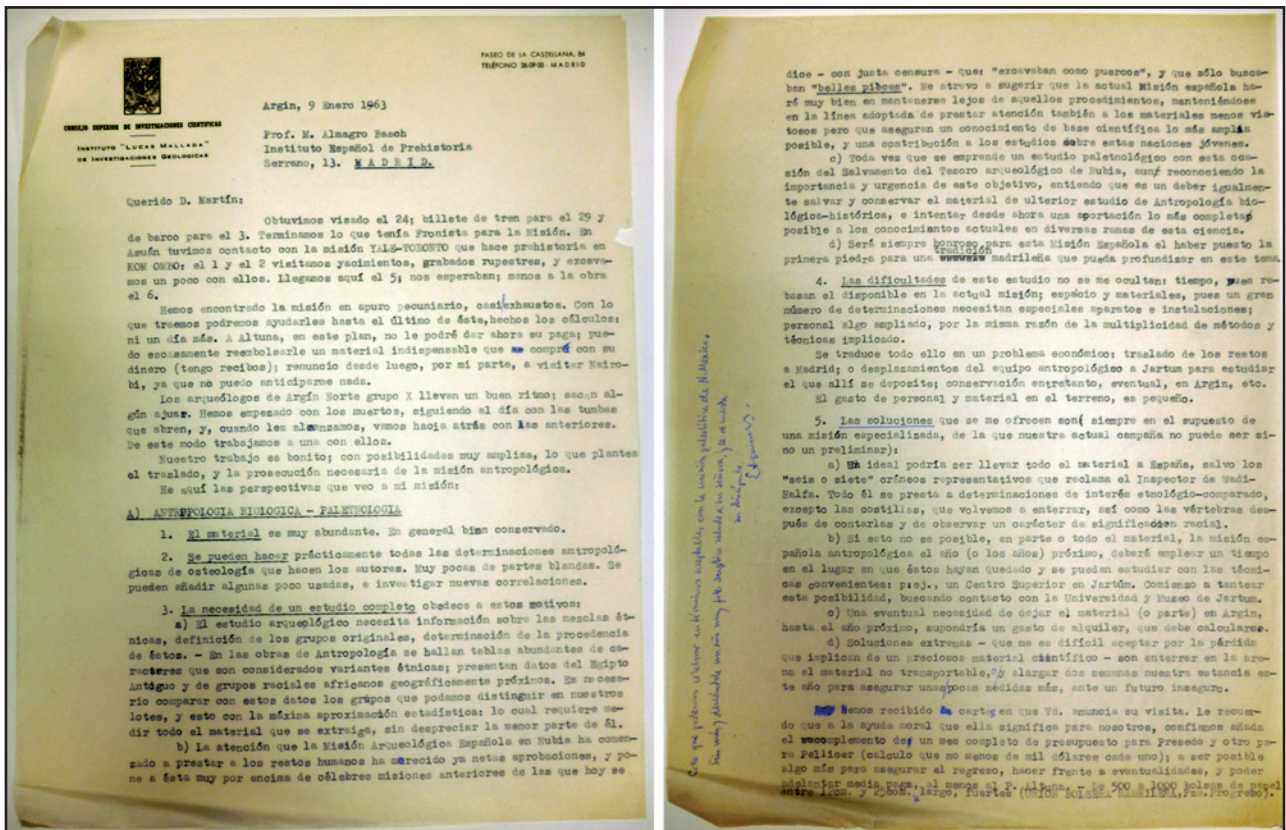 CONSEJO SUPERIOR DE INVESTIGACIONES CIENTIFICAS
INSTITUTO "LUCAS MALLADA"
DE INVESTIGACIONES GEOLOGICAS
PASEO DE LA CASTELLANA, 84
TELÉFONO 26 09 00 - MADRID
Argin, 9 Enero 1963
Prof. M. Almagro Basch
Instituto Español de Prehistoria
Serrano, 13. MADRID.
Querido D. Martín:
Obtuvimos visado el 24; billete de tren para el 29 y
de barco para el 3. Terminamos lo que tenía Fronista para la Misión. En
Asuán tuvimos contacto con la misión YALE-TORONTO que hace prehistoria en
KOM OMBO; el 1 y el 2 visitamos yacimientos, grabados rupestres, y excava-
mos un poco con ellos. Llegamos aquí el 5; nos esperaban; manos a la obra
el 6.
Hemos encontrado la misión en apuro pecuniario, casi exhaustos. Con lo
que traemos podremos ayudarles hasta el último de éste, hechos los cálculos;
ni un día más. A Altuna, en este plan, no le podré dar ahora su paga; pue-
do escasamente reembolsarle un material indispensable que compré con su
dinero (tengo recibos); renuncio desde luego, por mi parte, a visitar Nairo-
bi, ya que no puedo anticiparme nada.
Los arqueólogos de Argin Norte grupo X llevan un buen ritmo; sacan al-
gún ajuar. Hemos empezado con los muertos, siguiendo al día con las tumbas
que abren, y, cuando les alcanzamos, vamos hacia atrás con las anteriores.
De este modo trabajamos a una con ellos.
Nuestro trabajo es bonito; con posibilidades muy amplias, lo que plantea
el traslado, y la prosecución necesaria de la misión antropológica.
He aquí las perspectivas que veo a mi misión:
A) ANTROPOLOGIA BIOLOGICA - PALETNOLOGIA
1. El material es muy abundante. En general bien conservado.
2. Se pueden hacer prácticamente todas las determinaciones antropoló-
gicas de osteología que hacen los autores. Muy pocas de partes blandas. Se
pueden añadir algunas poco usadas, e investigar nuevas correlaciones.
3. La necesidad de un estudio completo obedece a estos motivos:
a) El estudio arqueológico necesita información sobre las mezclas ét-
nicas, definición de los grupos originales, determinación de la procedencia
de éstos. - En las obras de Antropología se hallan tablas abundantes de ca-
racteres que son considerados variantes étnicas; presentan datos del Egipto
Antiguo y de grupos raciales africanos geográficamente próximos. Es necesa-
rio comparar con estos datos los grupos que podamos distinguir en nuestros
lotes, y esto con la máxima aproximación estadística: lo cual requiere me-
dir todo el material que se extraiga, sin despreciar la menor parte de él.
b) La atención que la Misión Arqueológica Española en Nubia ha comen-
zado a prestar a los restos humanos ha merecido ya netas aprobaciones, y po-
ne a ésta muy por encima de célebres misiones anteriores de las que hoy se
dice - con justa censura - que: "excavaban como puercos", y que sólo busca-
ban "belles pièces". Me atrevo a sugerir que la actual Misión española ha-
rá muy bien en mantenerse lejos de aquellos procedimientos, manteniéndose
en la línea adoptada de prestar atención también a los materiales menos vis-
tosos pero que aseguran un conocimiento de base científica lo más amplia
posible, y una contribución a los estudios sobre estas naciones jóvenes.
c) Toda vez que se emprende un estudio paletnológico con esta oca-
sión del Salvamento del Tesoro arqueológico de Nubia, aun reconociendo la
importancia y urgencia de este objetivo, entiendo que es un deber igualmen-
te salvar y conservar el material de ulterior estudio de Antropología bio-
lógica-histórica, e intentar desde ahora una aportación lo más completa
posible a los conocimientos actuales en diversas ramas de esta ciencia.
d) Será siempre honroso para esta Misión Española el haber puesto la
primera piedra para una tradición madrileña que pueda profundizar en este tema.
4. Las dificultades de este estudio no se me ocultan: tiempo, pues re-
basan el disponible en la actual misión; espacio y materiales, pues un gran
número de determinaciones necesitan especiales aparatos e instalaciones;
personal algo ampliado, por la misma razón de la multiplicidad de métodos y
técnicas implicado.
Se traduce todo ello en un problema económico: traslado de los restos
a Madrid; o desplazamientos del equipo antropológico a Jartum para estudiar
el que allí se deposite; conservación entretanto, eventual, en Argin, etc.
El gasto de personal y material en el terreno, es pequeño.
5. Las soluciones que se me ofrecen son( siempre en el supuesto de
una misión especializada, de la que nuestra actual campaña no puede ser si-
no un preliminar):
a) Un ideal podría ser llevar todo el material a España, salvo los
"seis o siete" cráneos representativos que reclama el Inspector de Wadi-
Halfa. Todo él se presta a determinaciones de interés etnológico-comparado,
excepto las costillas, que volvemos a enterrar, así como las vértebras des-
pués de contarlas y de observar un carácter de significación racial.
b) Si esto no es posible, en parte o todo el material, la misión es-
pañola antropológica el año (o los años) próximo, deberá emplear un tiempo
en el lugar en que éstos hayan quedado y se puedan estudiar con las técni-
cas convenientes: p.ej., un Centro Superior en Jartúm. Comienzo a tantear
esta posibilidad, buscando contacto con la Universidad y Museo de Jartum.
c) Una eventual necesidad de dejar el material (o parte) en Argin,
hasta el año próximo, supondría un gasto de alquiler, que debe calcularse.
d) Soluciones extremas - que me es difícil aceptar por la pérdida
que implican de un preciosos material científico - son enterrar en la are-
na el material no transportable, o alargar dos semanas nuestra estancia es-
te año para asegurar unas pocas medidas más, ante un futuro inseguro.
Hemos recibido cartas en que Vd. anuncia su visita. Le recuer-
do que a la ayuda moral que ella significa para nosotros, confiamos añada
el complemento de un mes completo de presupuesto para Presedo y otro pa-
ra Pellicer (calculo que no menos de mil dólares cada uno); a ser posible
algo más para asegurar el regreso, hacer frente a eventualidades, y poder
adelantar media paga, al menos al P. Altuna. - De 500 a 1000 bolsas de papel